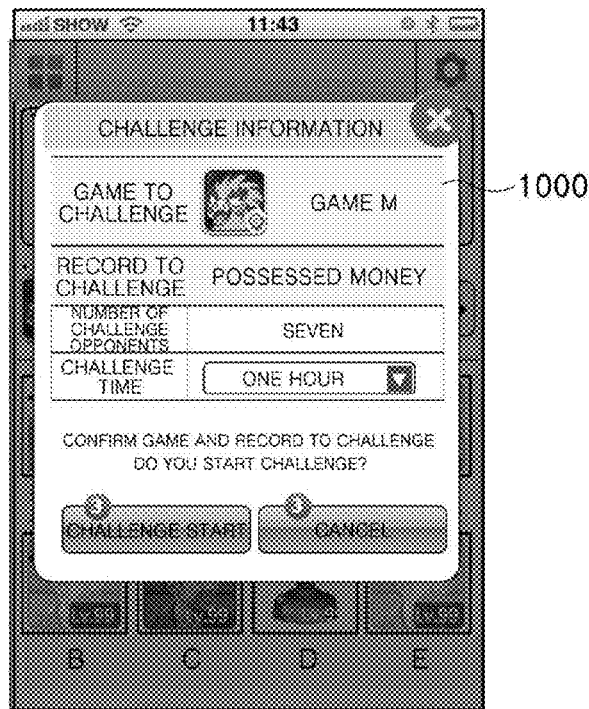 SHOW 11:43
CHALLENGE INFORMATION
GAME TO
CHALLENGE
GAME M
1000
RECORD TO
CHALLENGE
POSSESSED MONEY
NUMBER OF
CHALLENGE
OPPONENTS
SEVEN
CHALLENGE
TIME
ONE HOUR
CONFIRM GAME AND RECORD TO CHALLENGE
DO YOU START CHALLENGE?
CHALLENGE START
CANCEL
B C D E